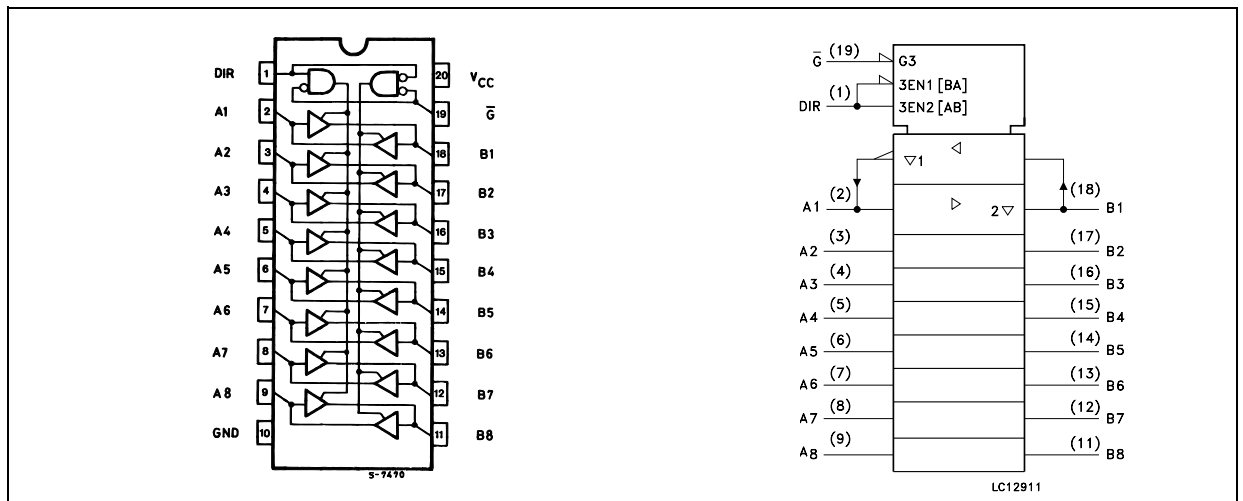 DIR 1 20 VCC
A1 2 19 G̅
A2 3 18 B1
A3 4 17 B2
A4 5 16 B3
A5 6 15 B4
A6 7 14 B5
A7 8 13 B6
A8 9 12 B7
GND 10 11 B8
S-7470
G̅ (19) G3
3EN1 [BA]
DIR (1) 3EN2 [AB]
▽1 ◁
A1 (2) ▷ 2▽ (18) B1
A2 (3) (17) B2
A3 (4) (16) B3
A4 (5) (15) B4
A5 (6) (14) B5
A6 (7) (13) B6
A7 (8) (12) B7
A8 (9) (11) B8
LC12911